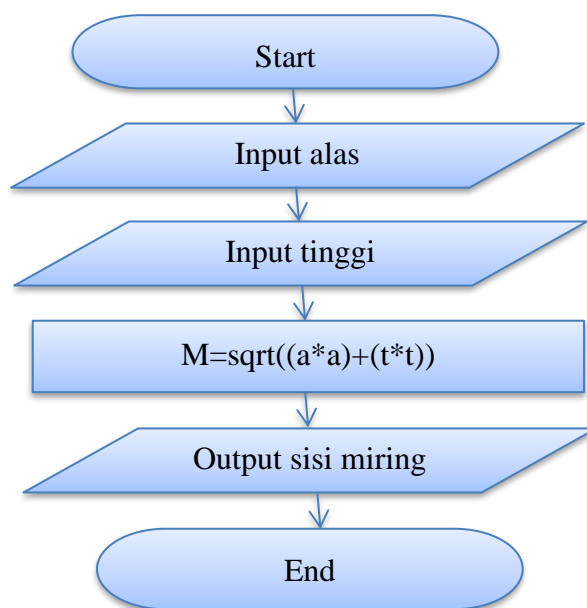 Start
Input alas
Input tinggi
M=sqrt((a*a)+(t*t))
Output sisi miring
End